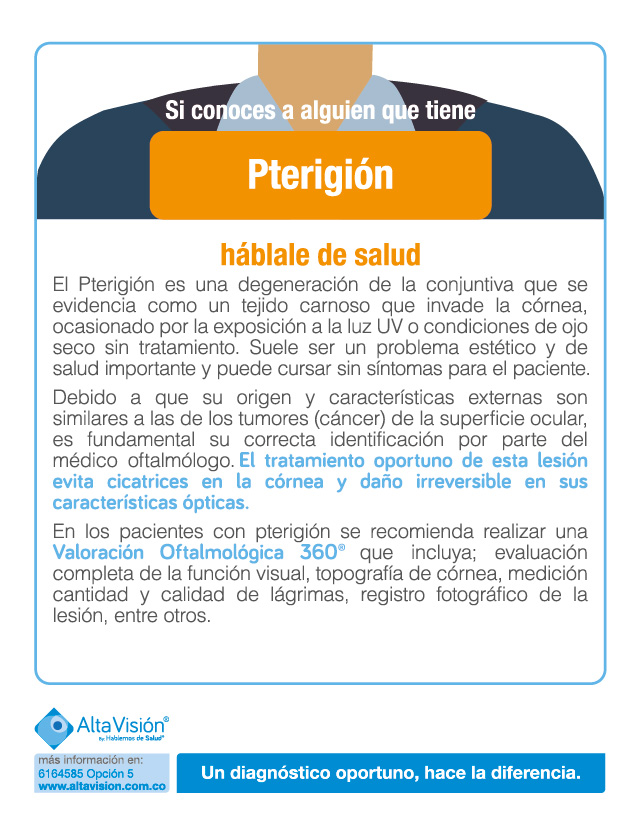 Si conoces a alguien que tiene
Pterigión
háblale de salud
El Pterigión es una degeneración de la conjuntiva que se
evidencia como un tejido carnoso que invade la córnea,
ocasionado por la exposición a la luz UV o condiciones de ojo
seco sin tratamiento. Suele ser un problema estético y de
salud importante y puede cursar sin síntomas para el paciente.
Debido a que su origen y características externas son
similares a las de los tumores (cáncer) de la superficie ocular,
es fundamental su correcta identificación por parte del
médico oftalmólogo. El tratamiento oportuno de esta lesión
evita cicatrices en la córnea y daño irreversible en sus
características ópticas.
En los pacientes con pterigión se recomienda realizar una
Valoración Oftalmológica 360® que incluya; evaluación
completa de la función visual, topografía de córnea, medición
cantidad y calidad de lágrimas, registro fotográfico de la
lesión, entre otros.
AltaVisión®
By: Hablemos de Salud®
más información en:
6164585 Opción 5
www.altavision.com.co
Un diagnóstico oportuno, hace la diferencia.